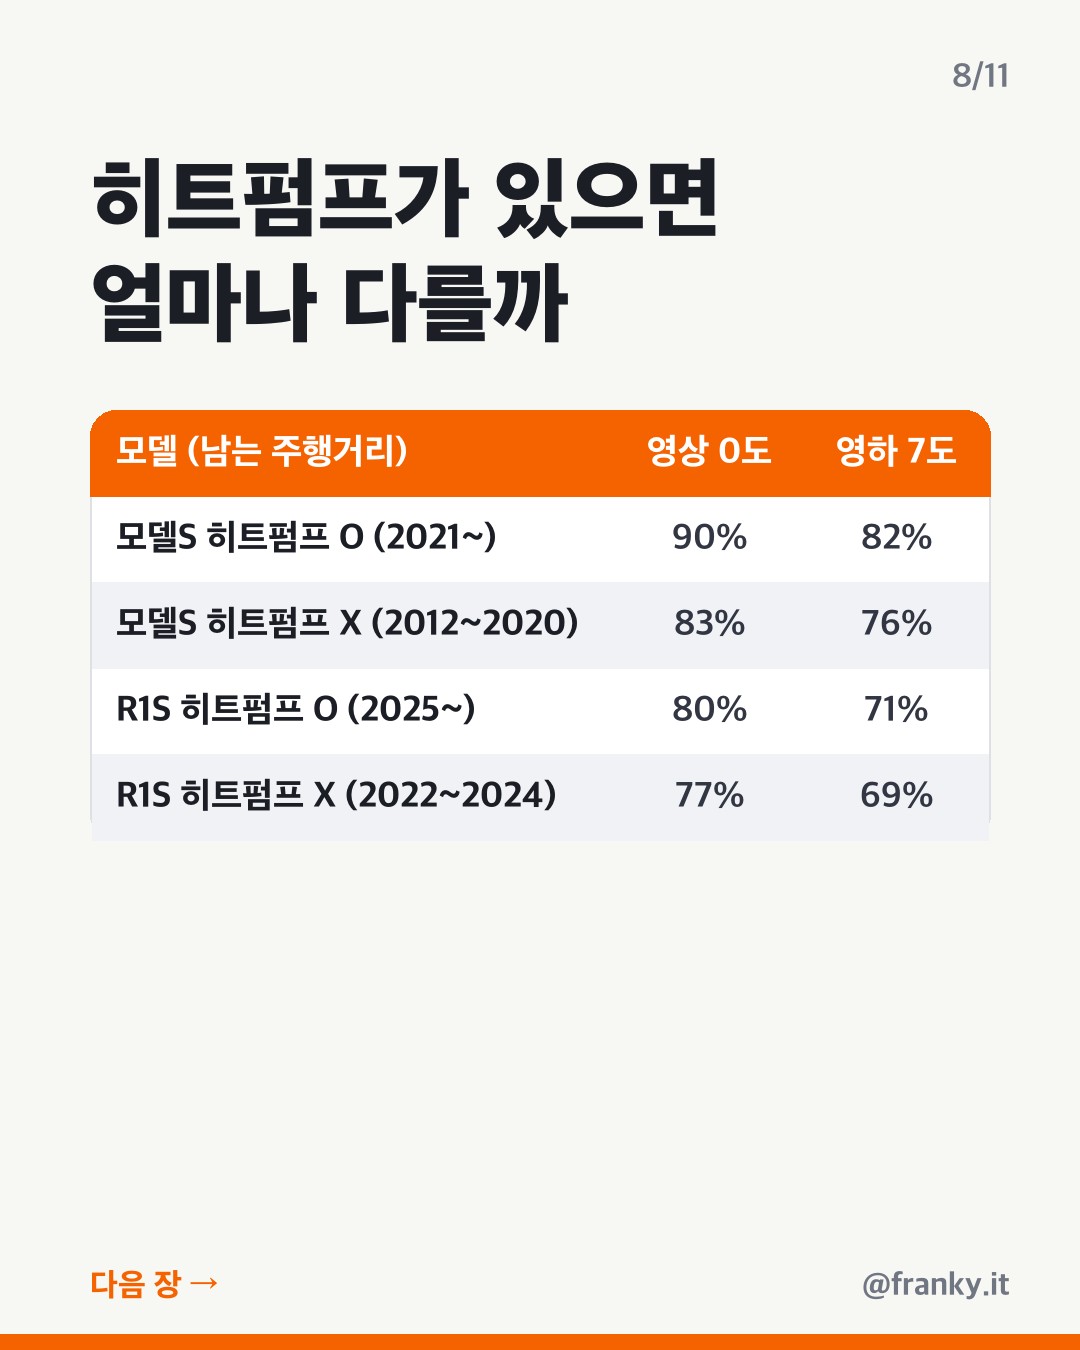 8/11
히트펌프가 있으면
얼마나 다를까
모델 (남는 주행거리) 영상 0도 영하 7도
모델S 히트펌프 O (2021~) 90% 82%
모델S 히트펌프 X (2012~2020) 83% 76%
R1S 히트펌프 O (2025~) 80% 71%
R1S 히트펌프 X (2022~2024) 77% 69%
다음 장 → @franky.it